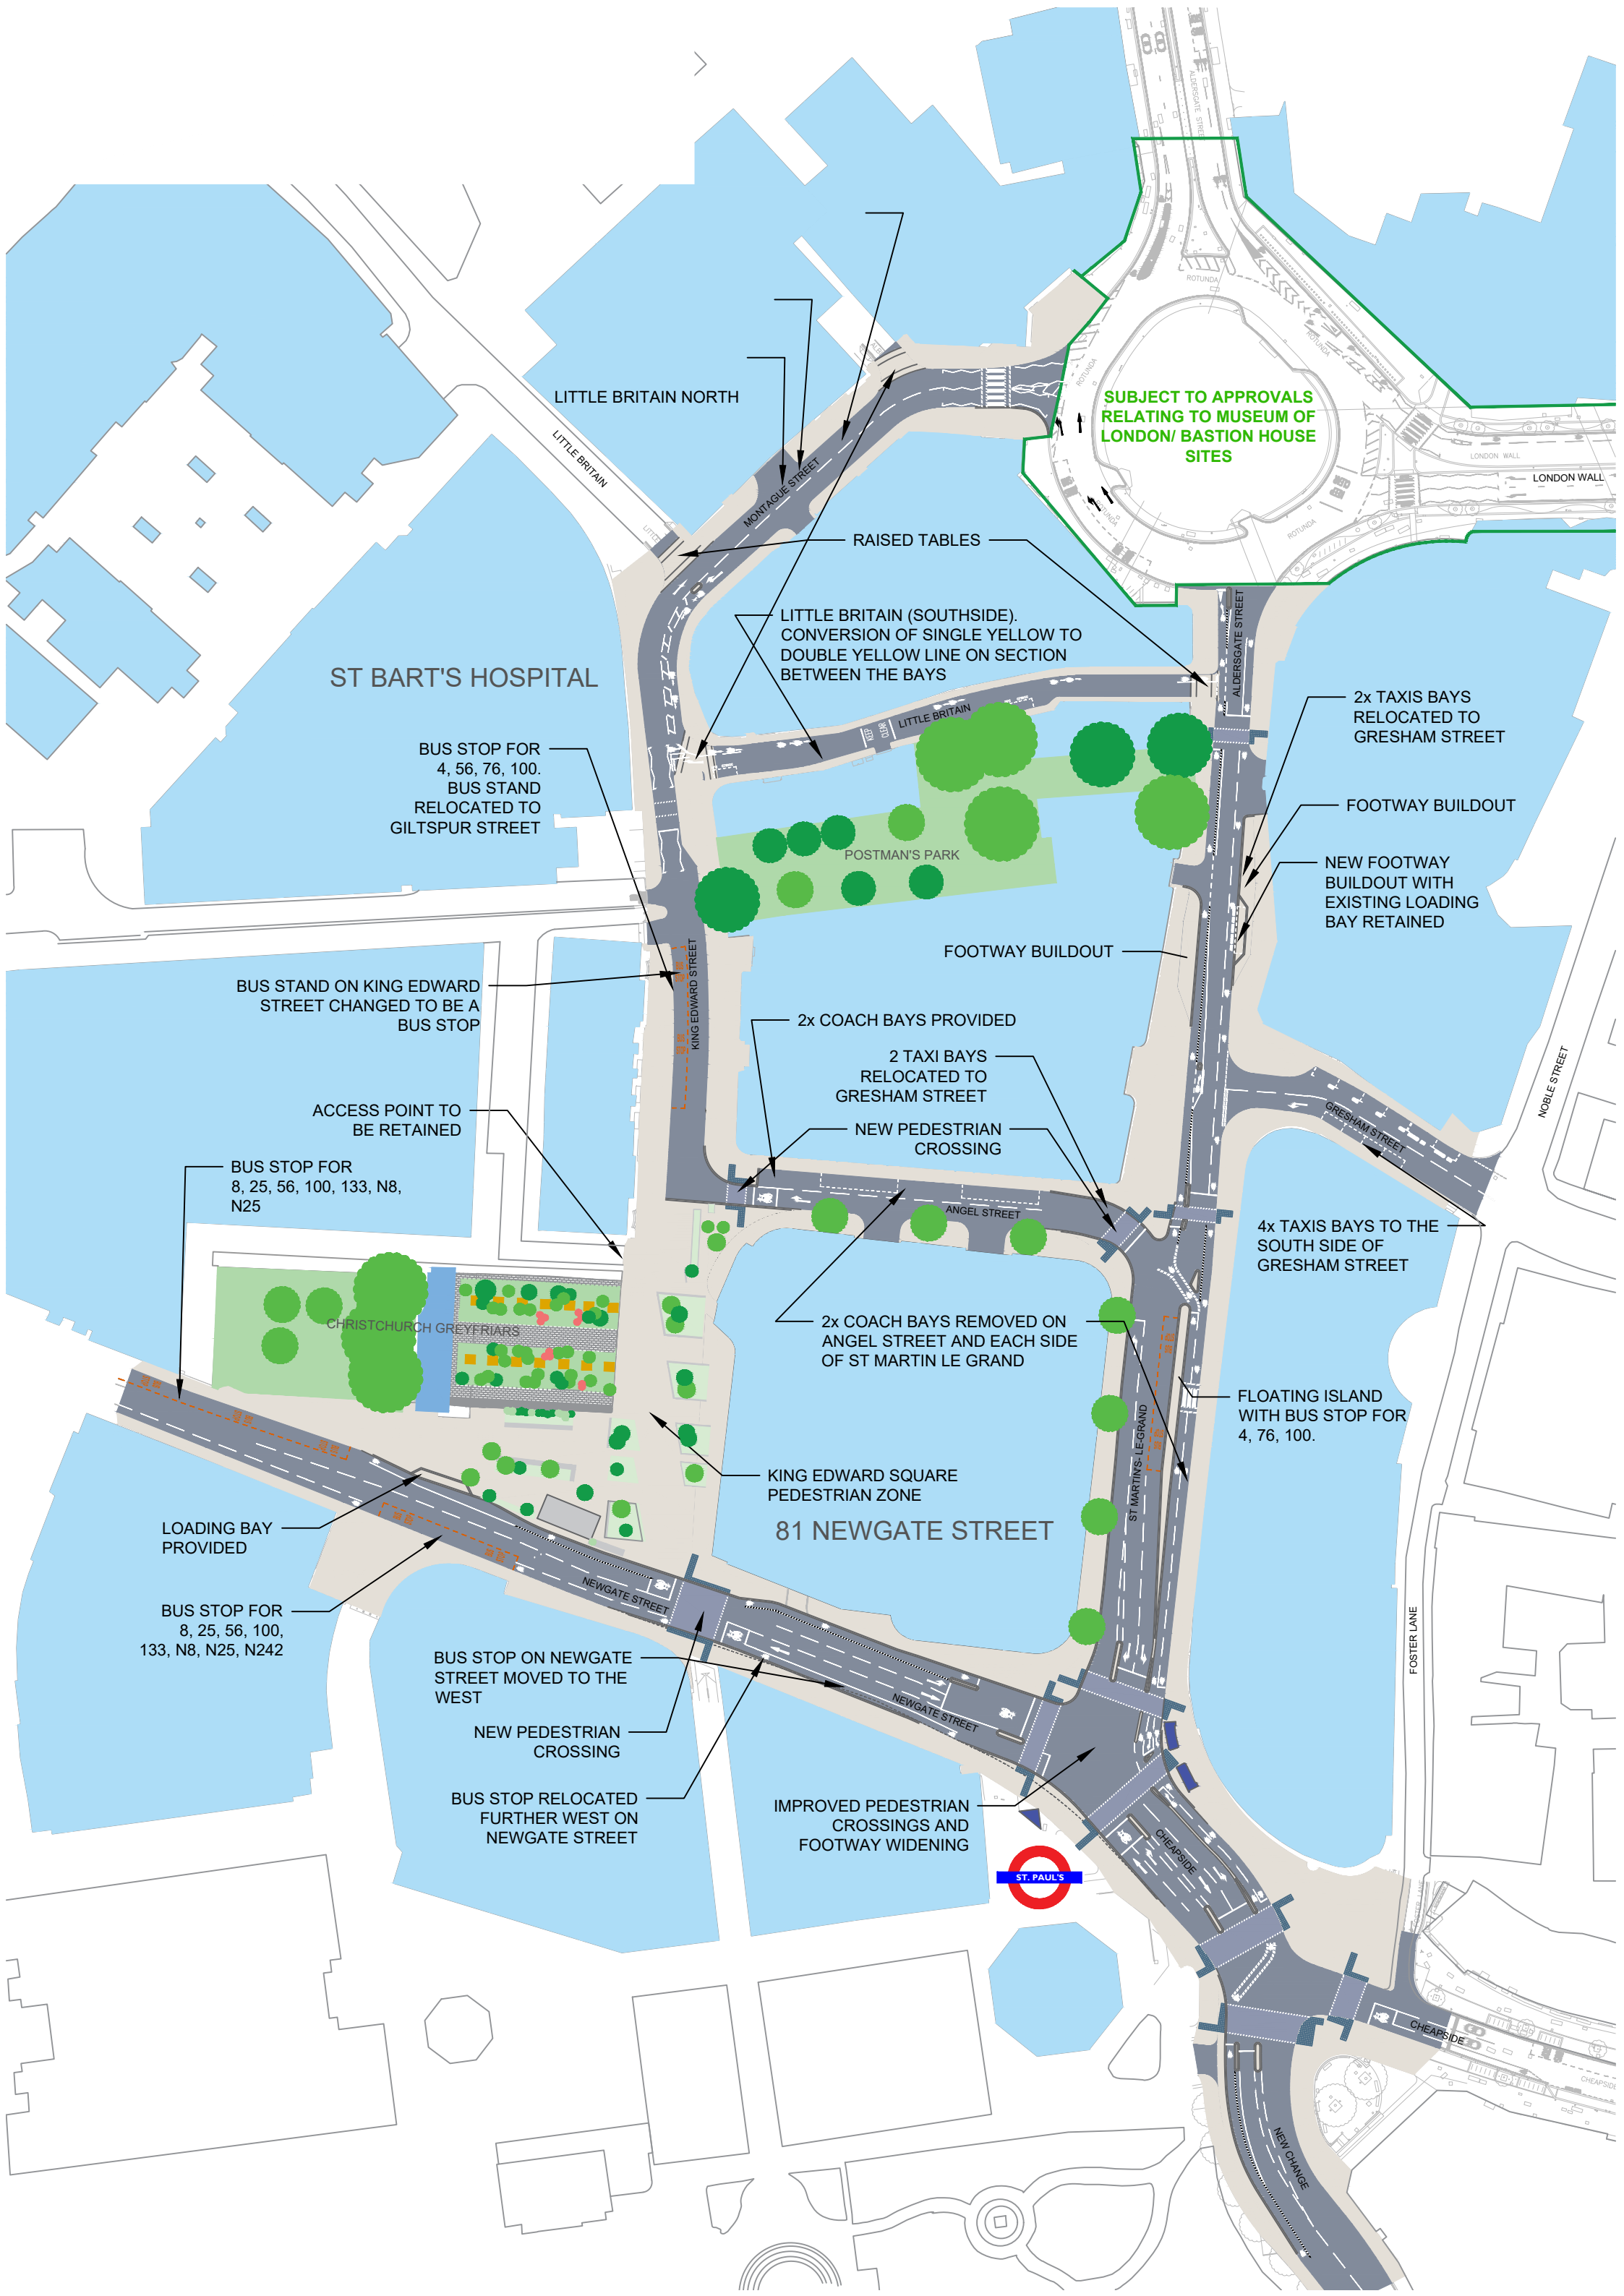 ALDERSGATE STREET
ROTUNDA
ROTUNDA
ROTUNDA
SUBJECT TO APPROVALS
RELATING TO MUSEUM OF
LONDON/ BASTION HOUSE
SITES
LONDON WALL
LONDON WALL
ROTUNDA
LITTLE BRITAIN NORTH
LITTLE BRITAIN
MONTAGUE STREET
RAISED TABLES
LITTLE BRITAIN (SOUTHSIDE).
CONVERSION OF SINGLE YELLOW TO
DOUBLE YELLOW LINE ON SECTION
BETWEEN THE BAYS
ALDERSGATE STREET
ST BART'S HOSPITAL
LITTLE BRITAIN
KEEP
CLEAR
2x TAXIS BAYS
RELOCATED TO
GRESHAM STREET
BUS STOP FOR
4, 56, 76, 100.
BUS STAND
RELOCATED TO
GILTSPUR STREET
FOOTWAY BUILDOUT
POSTMAN'S PARK
NEW FOOTWAY
BUILDOUT WITH
EXISTING LOADING
BAY RETAINED
FOOTWAY BUILDOUT
KING EDWARD STREET
BUS STAND ON KING EDWARD
STREET CHANGED TO BE A
BUS STOP
2x COACH BAYS PROVIDED
2 TAXI BAYS
RELOCATED TO
GRESHAM STREET
NOBLE STREET
GRESHAM STREET
ACCESS POINT TO
BE RETAINED
NEW PEDESTRIAN
CROSSING
BUS STOP FOR
8, 25, 56, 100, 133, N8,
N25
ANGEL STREET
4x TAXIS BAYS TO THE
SOUTH SIDE OF
GRESHAM STREET
CHRISTCHURCH GREYFRIARS
2x COACH BAYS REMOVED ON
ANGEL STREET AND EACH SIDE
OF ST MARTIN LE GRAND
FLOATING ISLAND
WITH BUS STOP FOR
4, 76, 100.
ST MARTIN'S- LE-GRAND
KING EDWARD SQUARE
PEDESTRIAN ZONE
81 NEWGATE STREET
LOADING BAY
PROVIDED
NEWGATE STREET
BUS STOP FOR
8, 25, 56, 100,
133, N8, N25, N242
FOSTER LANE
BUS STOP ON NEWGATE
STREET MOVED TO THE
WEST
NEWGATE STREET
NEW PEDESTRIAN
CROSSING
BUS STOP RELOCATED
FURTHER WEST ON
NEWGATE STREET
IMPROVED PEDESTRIAN
CROSSINGS AND
FOOTWAY WIDENING
CHEAPSIDE
ST. PAUL'S
CHEAPSIDE
CHEAPSIDE
NEW CHANGE